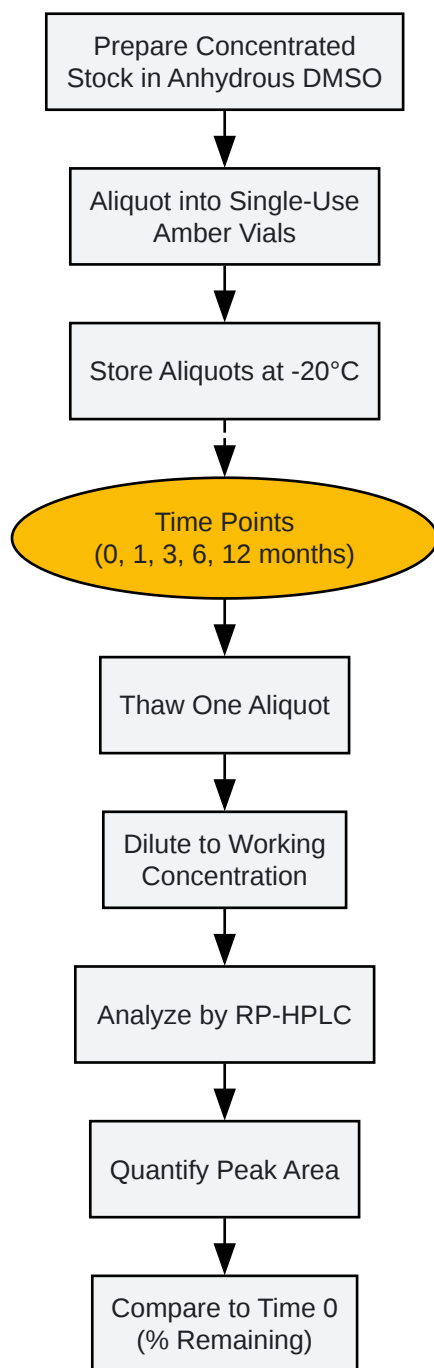 Prepare Concentrated
Stock in Anhydrous DMSO
Aliquot into Single-Use
Amber Vials
Store Aliquots at -20°C
Time Points
(0, 1, 3, 6, 12 months)
Thaw One Aliquot
Dilute to Working
Concentration
Analyze by RP-HPLC
Quantify Peak Area
Compare to Time 0
(% Remaining)